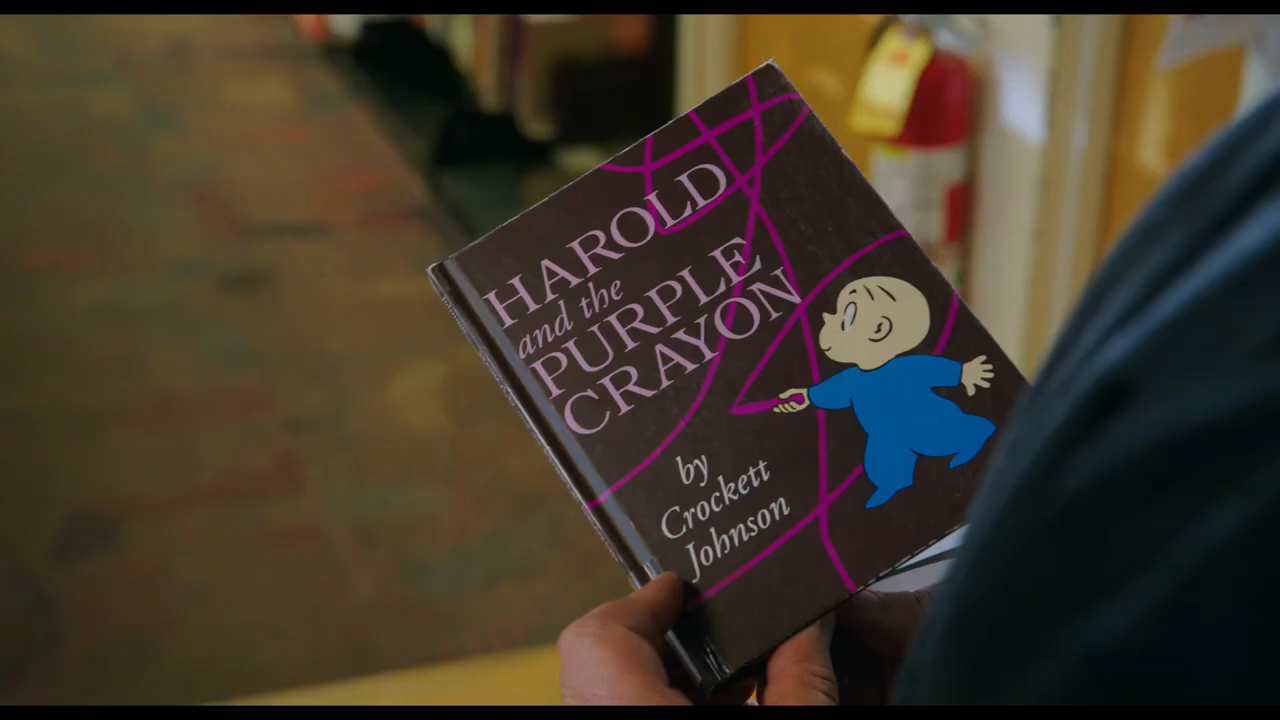 HAROLD
and the
PURPLE
CRAYON
by
Crockett
Johnson